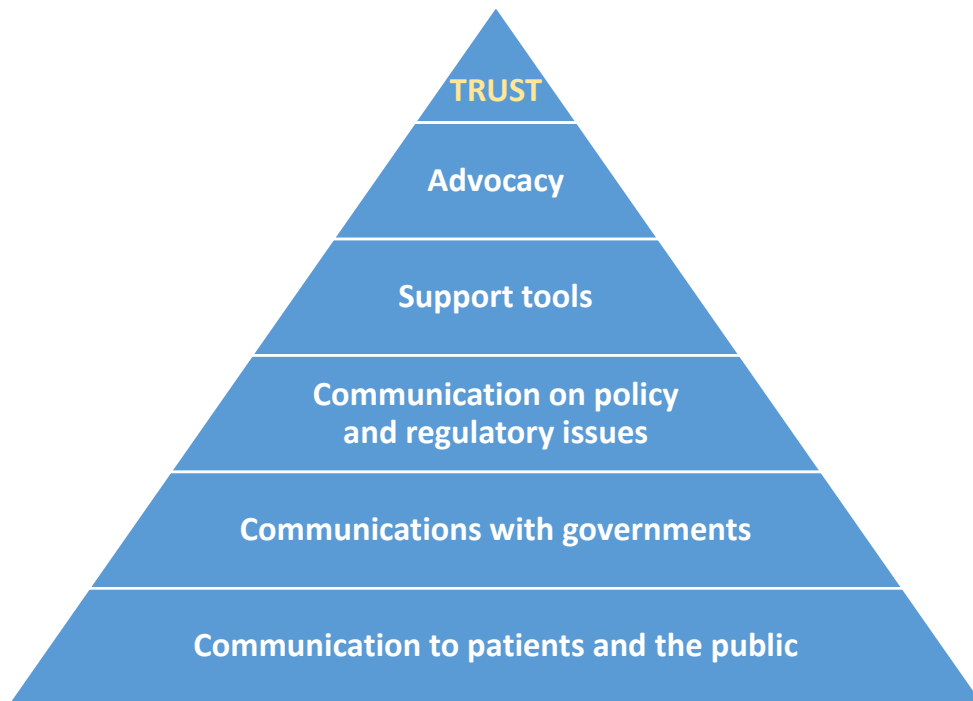 TRUST
Advocacy
Support tools
Communication on policy
and regulatory issues
Communications with governments
Communication to patients and the public